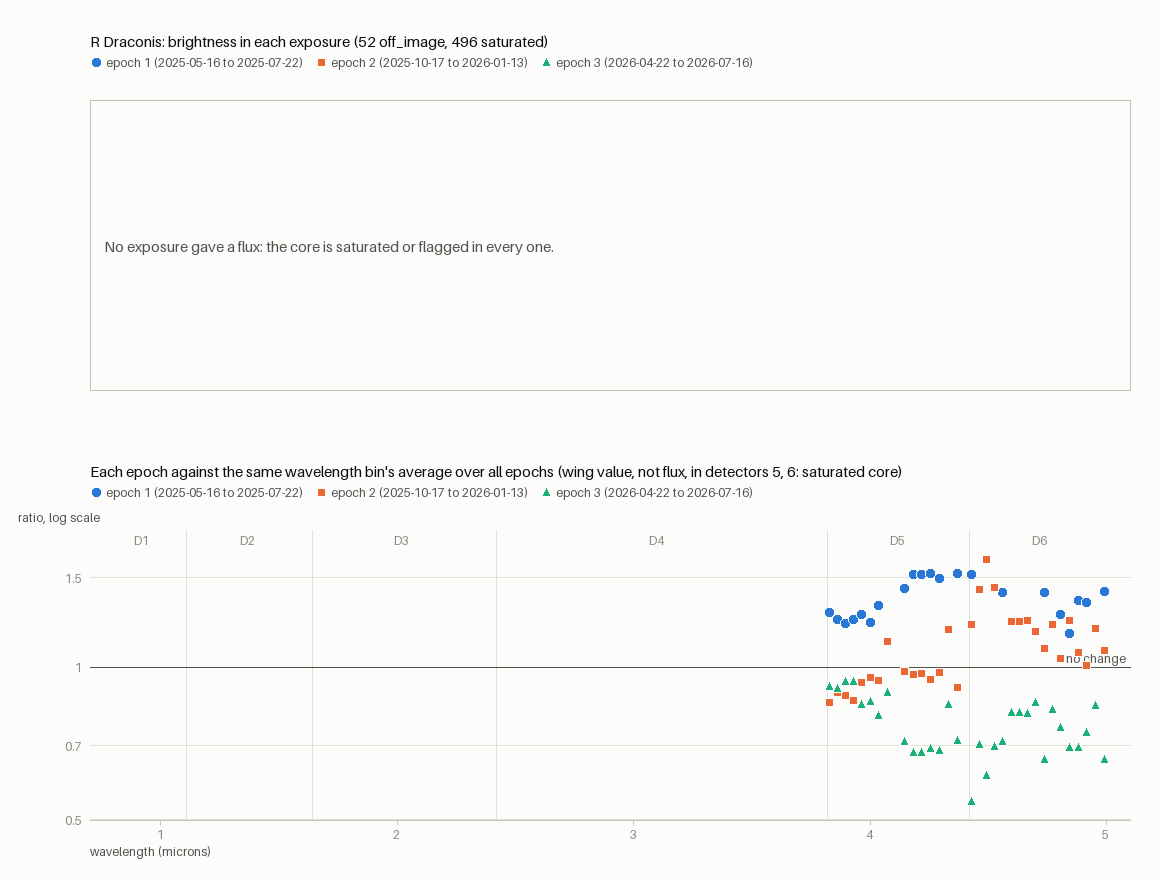 R Draconis: brightness in each exposure (52 off_image, 496 saturated)
epoch 1 (2025-05-16 to 2025-07-22) epoch 2 (2025-10-17 to 2026-01-13) epoch 3 (2026-04-22 to 2026-07-16)
No exposure gave a flux: the core is saturated or flagged in every one.
Each epoch against the same wavelength bin's average over all epochs (wing value, not flux, in detectors 5, 6: saturated core)
epoch 1 (2025-05-16 to 2025-07-22) epoch 2 (2025-10-17 to 2026-01-13) epoch 3 (2026-04-22 to 2026-07-16)
ratio, log scale
D1 D2 D3 D4 D5 D6
1.5
no change
1
0.7
0.5
1 2 3 4 5
wavelength (microns)